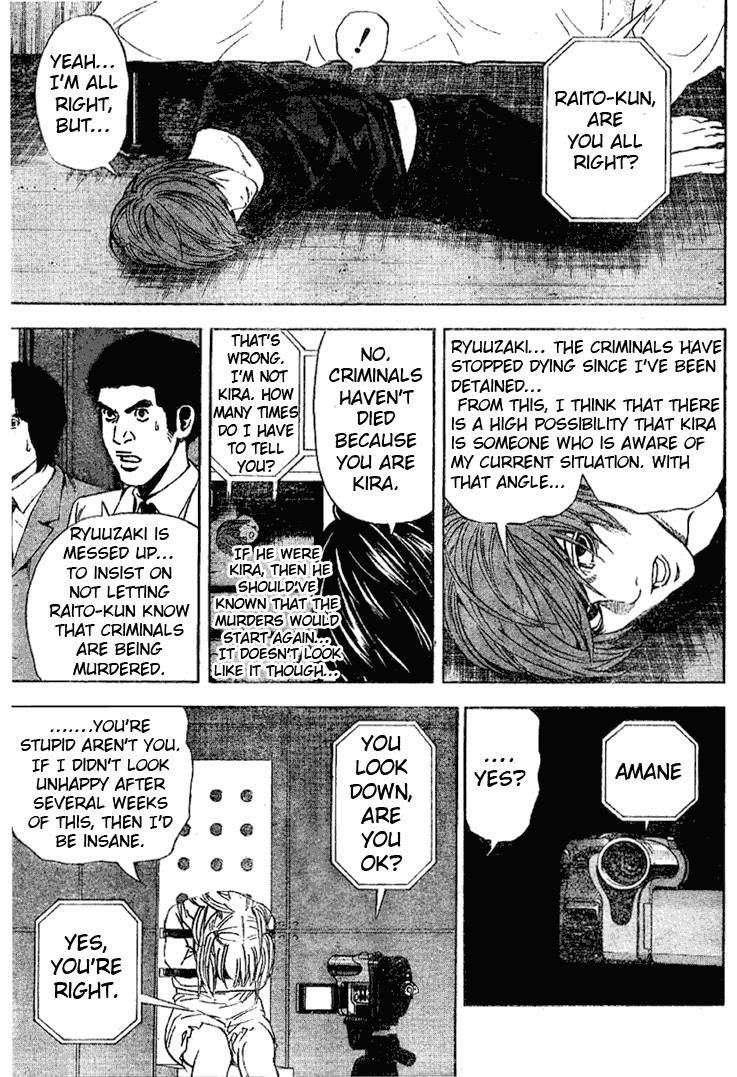 !
RAITO-KUN,
ARE
YOU ALL
RIGHT?
YEAH...
I'M ALL
RIGHT,
BUT...
RYUUZAKI... THE CRIMINALS HAVE
STOPPED DYING SINCE I'VE BEEN
DETAINED...
FROM THIS, I THINK THAT THERE
IS A HIGH POSSIBILITY THAT KIRA
IS SOMEONE WHO IS AWARE OF
MY CURRENT SITUATION. WITH
THAT ANGLE...
NO.
CRIMINALS
HAVEN'T
DIED
BECAUSE
YOU ARE
KIRA.
THAT'S
WRONG.
I'M NOT
KIRA. HOW
MANY TIMES
DO I HAVE
TO TELL
YOU?
IF HE WERE
KIRA, THEN HE
SHOULD'VE
KNOWN THAT THE
MURDERS WOULD
START AGAIN...
IT DOESN'T LOOK
LIKE IT THOUGH...
RYUUZAKI IS
MESSED UP...
TO INSIST ON
NOT LETTING
RAITO-KUN KNOW
THAT CRIMINALS
ARE BEING
MURDERED.
AMANE
....
YES?
YOU
LOOK
DOWN,
ARE
YOU
OK?
.......YOU'RE
STUPID AREN'T YOU.
IF I DIDN'T LOOK
UNHAPPY AFTER
SEVERAL WEEKS
OF THIS, THEN I'D
BE INSANE.
YES,
YOU'RE
RIGHT.